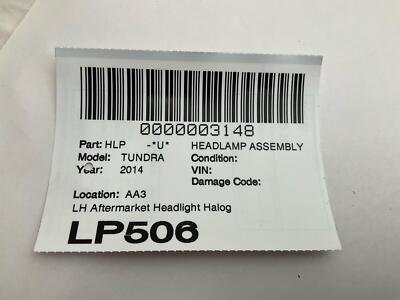 0000003148
Part: HLP -*U* HEADLAMP ASSEMBLY
Model: TUNDRA Condition:
Year: 2014 VIN:
Damage Code:
Location: AA3
LH Aftermarket Headlight Halog
LP506